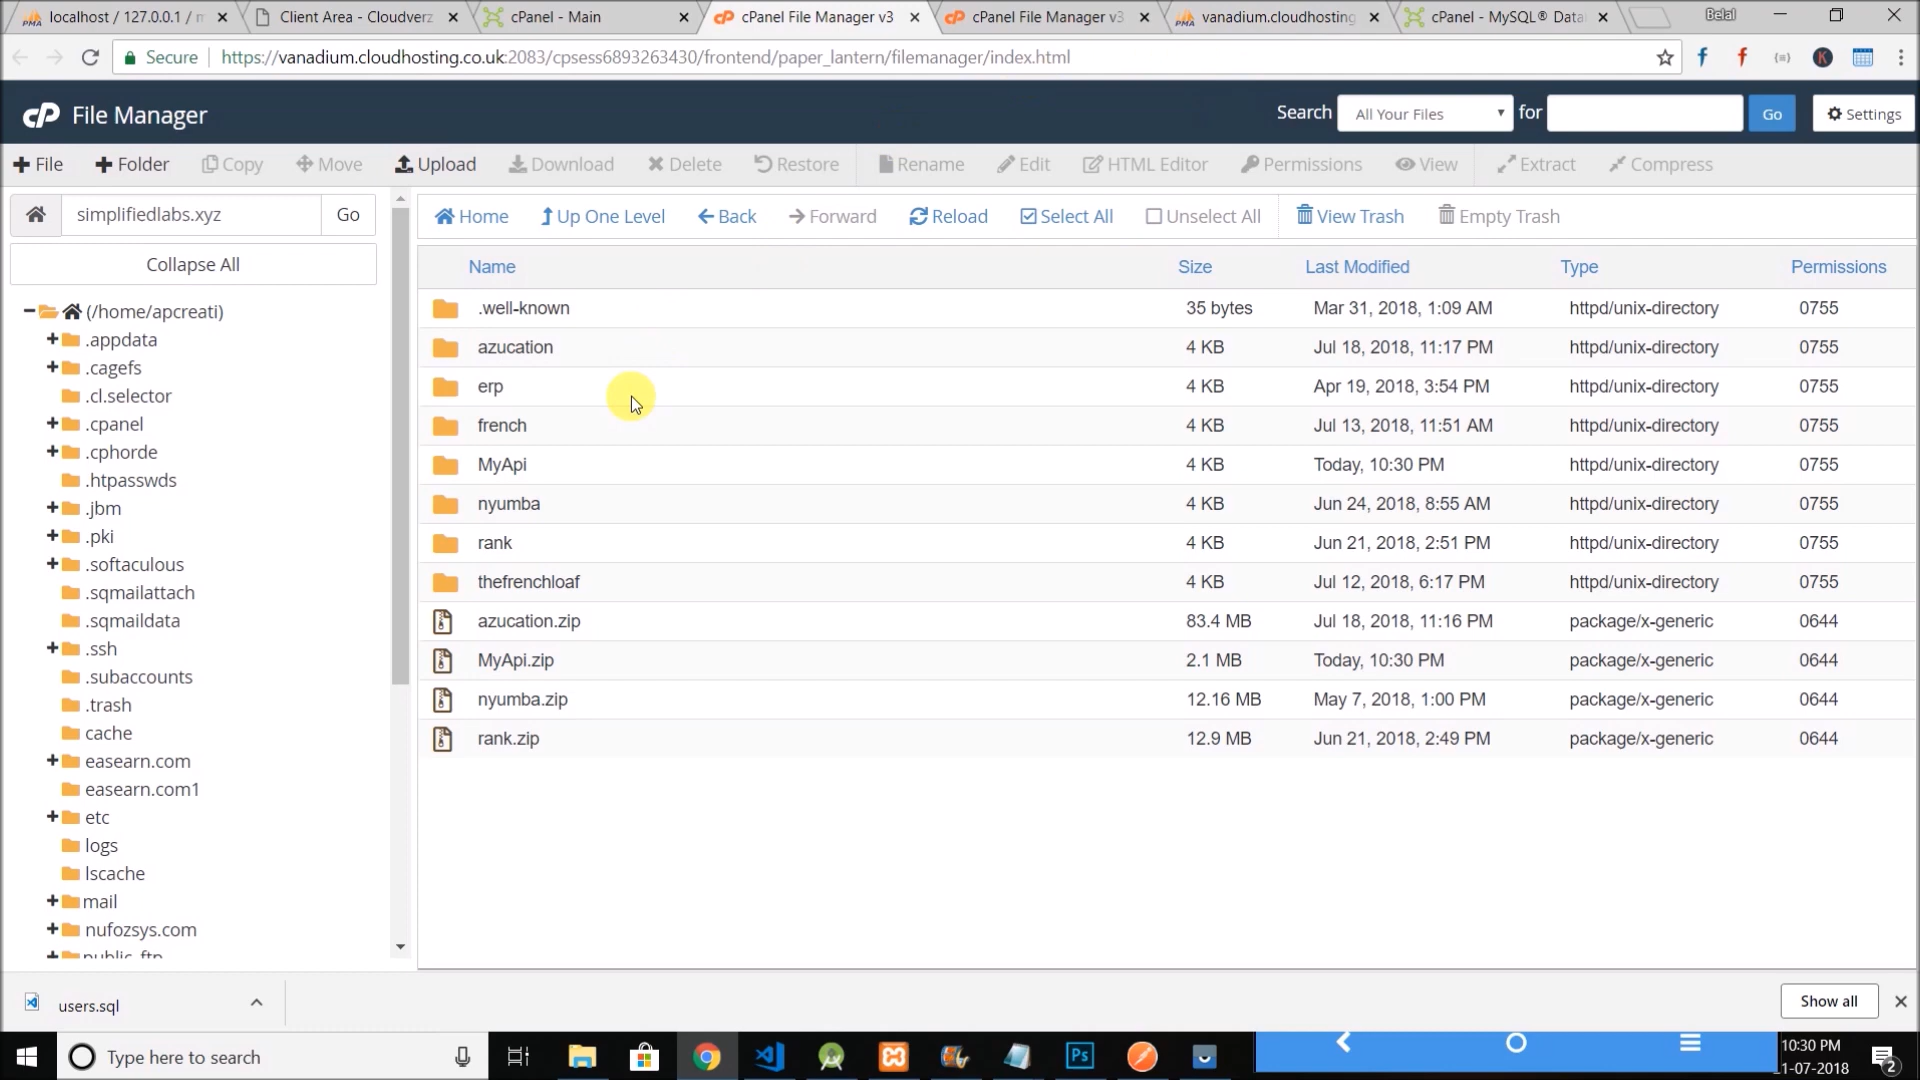 localhost / 127.0.0.1 / m
Client Area - Cloudverz
cPanel - Main
cPanel File Manager v3
cPanel File Manager v3
vanadium.cloudhosting.
cPanel - MySQL® Data
Belal
Secure
https://vanadium.cloudhosting.co.uk:2083/cpsess6893263430/frontend/paper_lantern/filemanager/index.html
cP File Manager
Search
All Your Files
for
Go
Settings
File
Folder
Copy
Move
Upload
Download
Delete
Restore
Rename
Edit
HTML Editor
Permissions
View
Extract
Compress
simplifiedlabs.xyz
Go
Home
Up One Level
Back
Forward
Reload
Select All
Unselect All
View Trash
Empty Trash
Collapse All
(/home/apcreati)
.appdata
.cagefs
.cl.selector
.cpanel
.cphorde
.htpasswds
.jbm
.pki
.softaculous
.sqmailattach
.sqmaildata
.ssh
.subaccounts
.trash
cache
easearn.com
easearn.com1
etc
logs
lscache
mail
nufozsys.com
public_ftp
Name Size Last Modified Type Permissions
.well-known 35 bytes Mar 31, 2018, 1:09 AM httpd/unix-directory 0755
azucation 4 KB Jul 18, 2018, 11:17 PM httpd/unix-directory 0755
erp 4 KB Apr 19, 2018, 3:54 PM httpd/unix-directory 0755
french 4 KB Jul 13, 2018, 11:51 AM httpd/unix-directory 0755
MyApi 4 KB Today, 10:30 PM httpd/unix-directory 0755
nyumba 4 KB Jun 24, 2018, 8:55 AM httpd/unix-directory 0755
rank 4 KB Jun 21, 2018, 2:51 PM httpd/unix-directory 0755
thefrenchloaf 4 KB Jul 12, 2018, 6:17 PM httpd/unix-directory 0755
azucation.zip 83.4 MB Jul 18, 2018, 11:16 PM package/x-generic 0644
MyApi.zip 2.1 MB Today, 10:30 PM package/x-generic 0644
nyumba.zip 12.16 MB May 7, 2018, 1:00 PM package/x-generic 0644
rank.zip 12.9 MB Jun 21, 2018, 2:49 PM package/x-generic 0644
users.sql
Show all
Type here to search
Ps
10:30 PM
1-07-2018
2